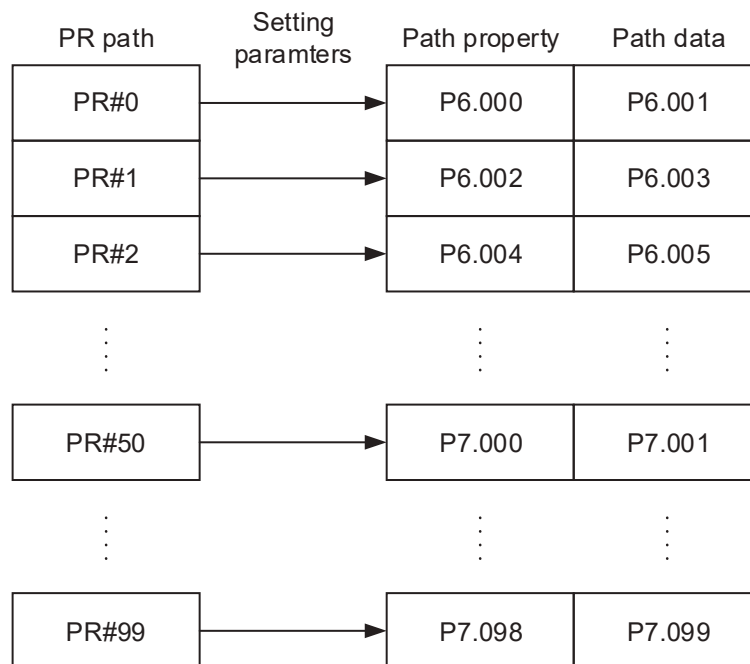 PR path
Setting
paramters
Path property
Path data
PR#0
P6.000
P6.001
PR#1
P6.002
P6.003
PR#2
P6.004
P6.005
PR#50
P7.000
P7.001
PR#99
P7.098
P7.099